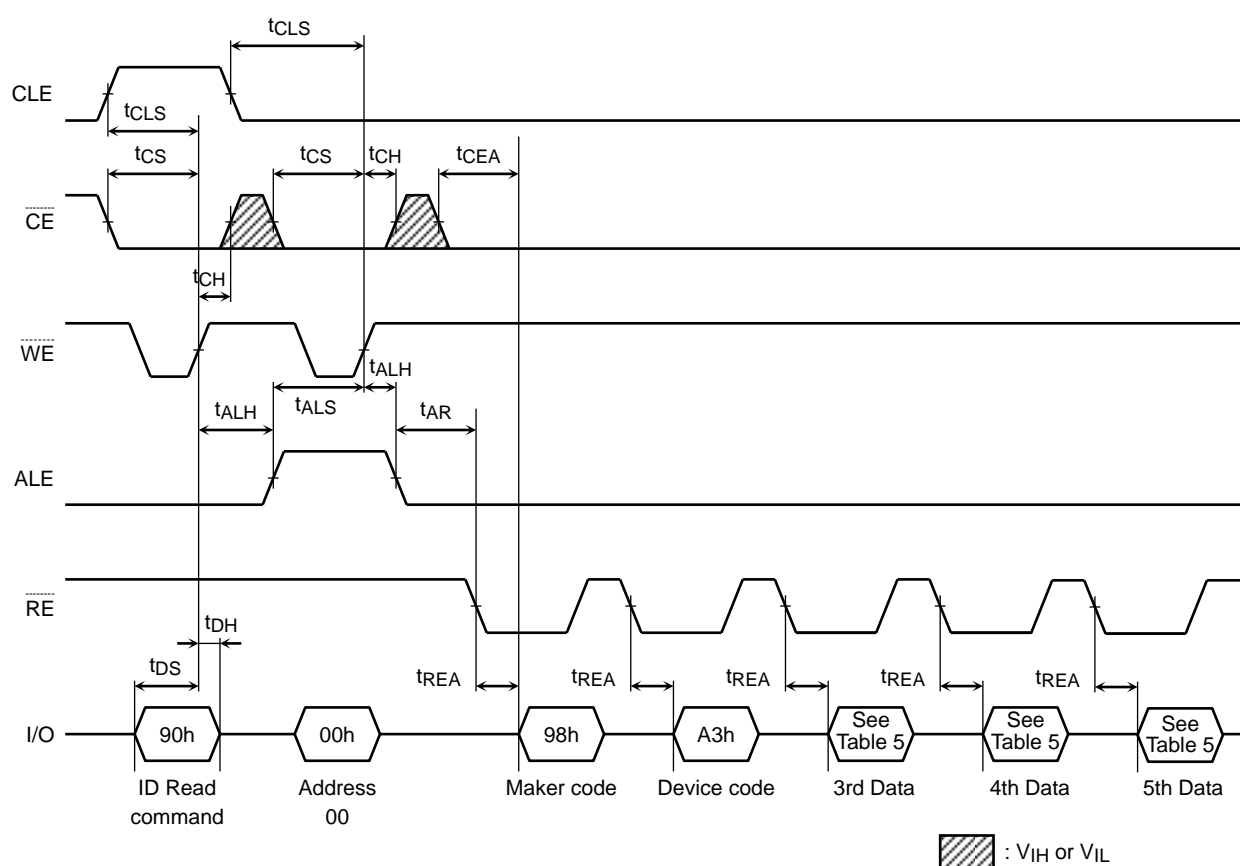 tCLS
CLE
tCLS
tCS tCS tCH tCEA
CE
tCH
WE
tALH
tALH tALS tAR
ALE
RE
tDH
tDS tREA tREA tREA tREA tREA
I/O 90h 00h 98h A3h See Table 5 See Table 5 See Table 5
ID Read command Address 00 Maker code Device code 3rd Data 4th Data 5th Data
: VIH or VIL